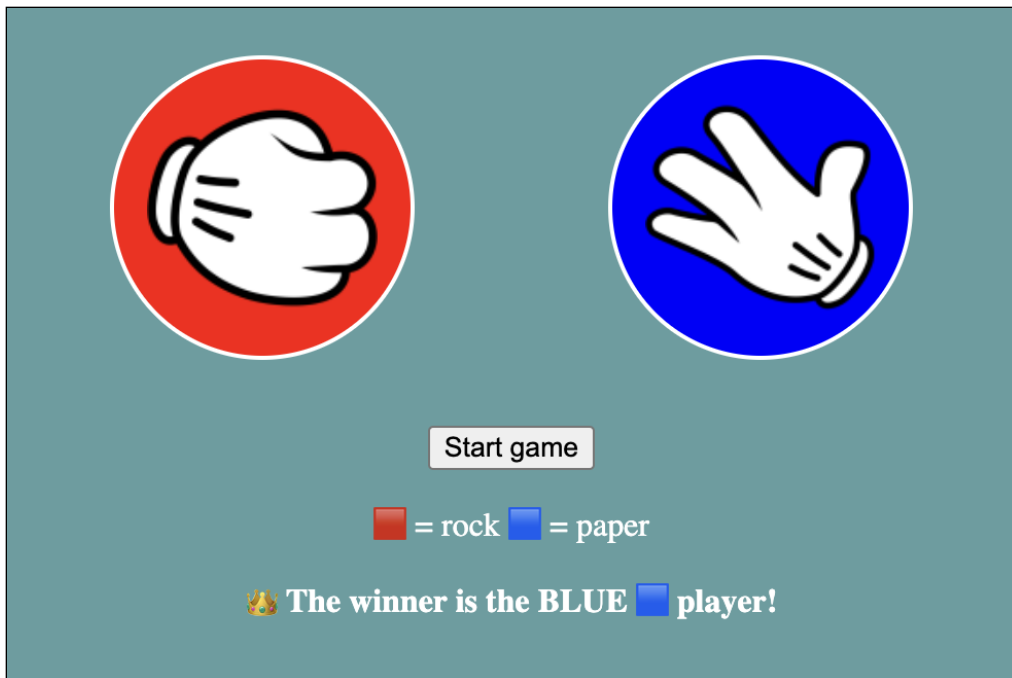 Start game
🟥 = rock 🟦 = paper
👑 The winner is the BLUE 🟦 player!